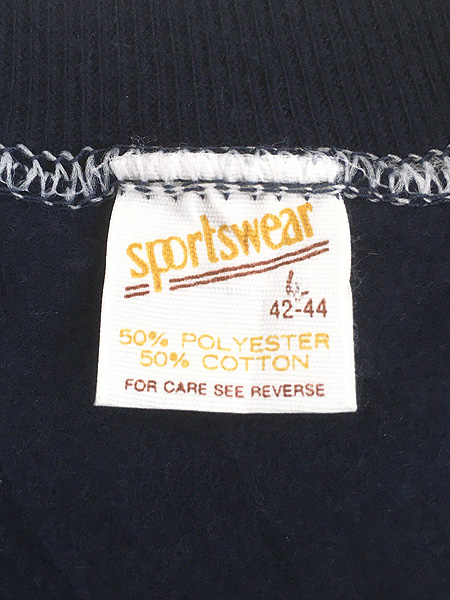 sportswear
L
42-44
50% POLYESTER
50% COTTON
FOR CARE SEE REVERSE